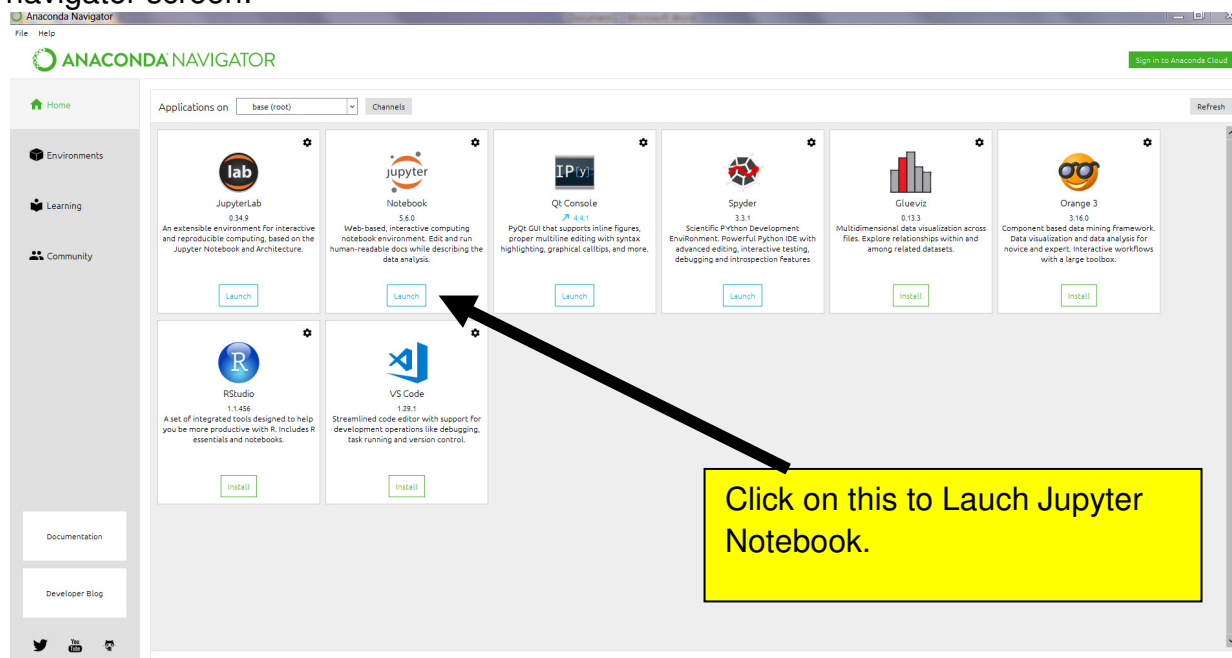 navigator screen.
Anaconda Navigator
Document1 - Microsoft Word
File Help
ANACONDA NAVIGATOR
Sign in to Anaconda Cloud
Home
Environments
Learning
Community
Documentation
Developer Blog
Applications on base (root) Channels Refresh
lab
JupyterLab
0.34.9
An extensible environment for interactive
and reproducible computing, based on the
Jupyter Notebook and Architecture.
Launch
jupyter
Notebook
5.6.0
Web-based, interactive computing
notebook environment. Edit and run
human-readable docs while describing the
data analysis.
Launch
IP[y]:
Qt Console
4.4.1
PyQt GUI that supports inline figures,
proper multiline editing with syntax
highlighting, graphical calltips, and more.
Launch
Spyder
3.3.1
Scientific PYthon Development
EnviRonment. Powerful Python IDE with
advanced editing, interactive testing,
debugging and introspection features
Launch
Glueviz
0.13.3
Multidimensional data visualization across
files. Explore relationships within and
among related datasets.
Install
Orange 3
3.16.0
Component based data mining framework.
Data visualization and data analysis for
novice and expert. Interactive workflows
with a large toolbox.
Install
R
RStudio
1.1.456
A set of integrated tools designed to help
you be more productive with R. Includes R
essentials and notebooks.
Install
VS Code
1.29.1
Streamlined code editor with support for
development operations like debugging,
task running and version control.
Install
Click on this to Lauch Jupyter
Notebook.
You
Tube